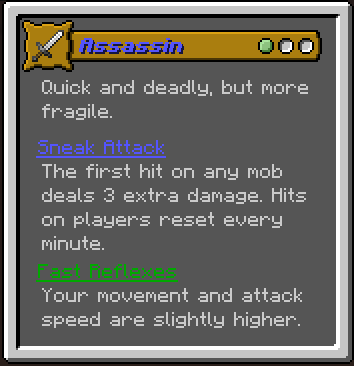 Assassin
Quick and deadly, but more
fragile.
Sneak Attack
The first hit on any mob
deals 3 extra damage. Hits
on players reset every
minute.
Fast Reflexes
Your movement and attack
speed are slightly higher.